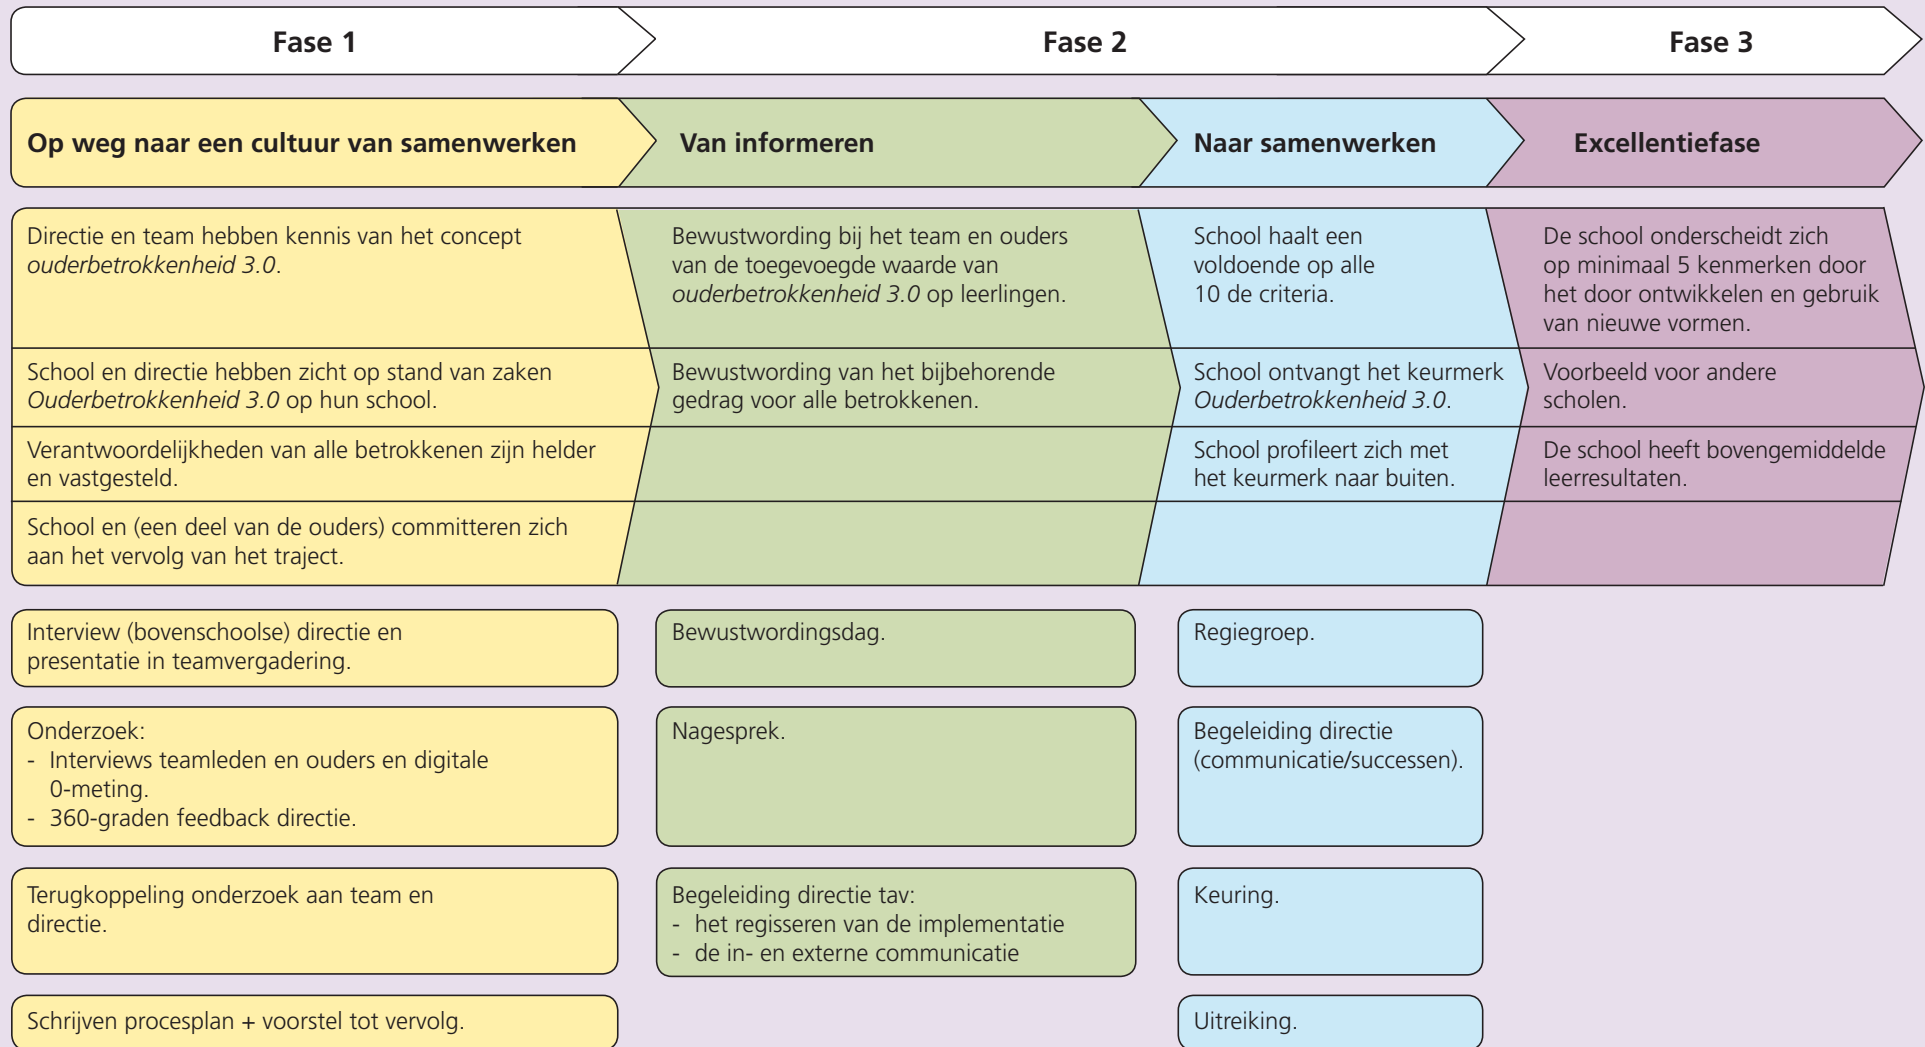 Fase 1
Fase 2
Fase 3
Op weg naar een cultuur van samenwerken
Van informeren
Naar samenwerken
Excellentiefase
Directie en team hebben kennis van het concept
ouderbetrokkenheid 3.0.
Bewustwording bij het team en ouders
van de toegevoegde waarde van
ouderbetrokkenheid 3.0 op leerlingen.
School haalt een
voldoende op alle
10 de criteria.
De school onderscheidt zich
op minimaal 5 kenmerken door
het door ontwikkelen en gebruik
van nieuwe vormen.
School en directie hebben zicht op stand van zaken
Ouderbetrokkenheid 3.0 op hun school.
Bewustwording van het bijbehorende
gedrag voor alle betrokkenen.
School ontvangt het keurmerk
Ouderbetrokkenheid 3.0.
Voorbeeld voor andere
scholen.
Verantwoordelijkheden van alle betrokkenen zijn helder
en vastgesteld.
School profileert zich met
het keurmerk naar buiten.
De school heeft bovengemiddelde
leerresultaten.
School en (een deel van de ouders) committeren zich
aan het vervolg van het traject.
Interview (bovenschoolse) directie en
presentatie in teamvergadering.
Bewustwordingsdag.
Regiegroep.
Onderzoek:
- Interviews teamleden en ouders en digitale
0-meting.
- 360-graden feedback directie.
Nagesprek.
Begeleiding directie
(communicatie/successen).
Terugkoppeling onderzoek aan team en
directie.
Begeleiding directie tav:
- het regisseren van de implementatie
- de in- en externe communicatie
Keuring.
Schrijven procesplan + voorstel tot vervolg.
Uitreiking.